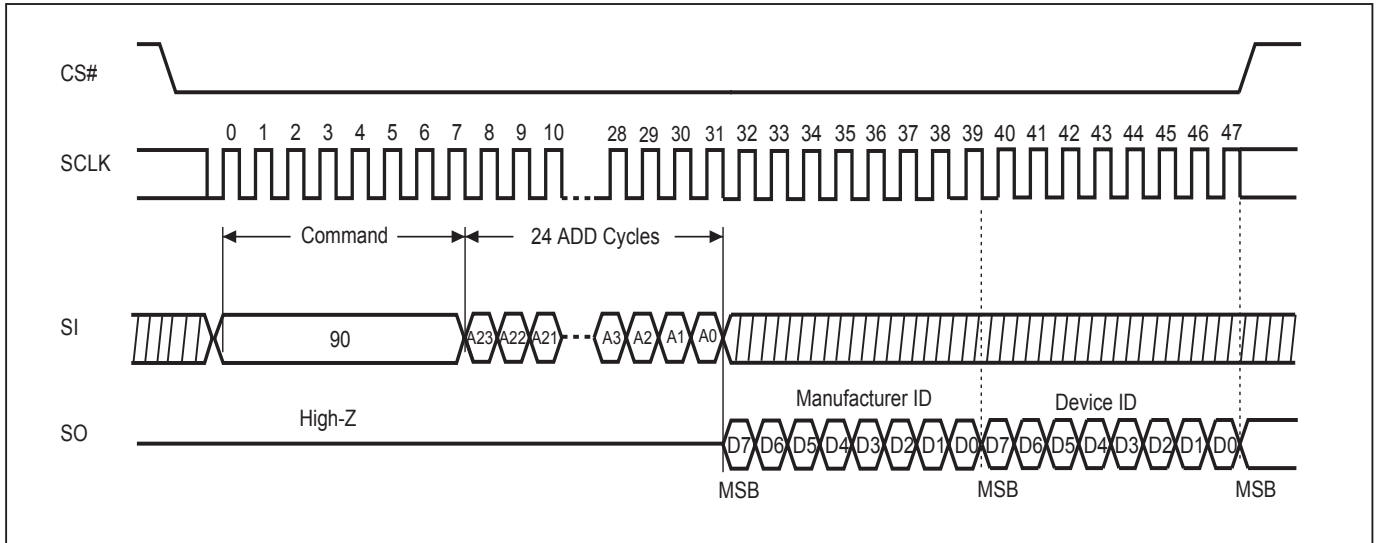 CS#
0 1 2 3 4 5 6 7 8 9 10 28 29 30 31 32 33 34 35 36 37 38 39 40 41 42 43 44 45 46 47
SCLK
Command 24 ADD Cycles
SI
90 A23 A22 A21 A3 A2 A1 A0
Manufacturer ID Device ID
High-Z
SO
D7 D6 D5 D4 D3 D2 D1 D0 D7 D6 D5 D4 D3 D2 D1 D0
MSB MSB MSB